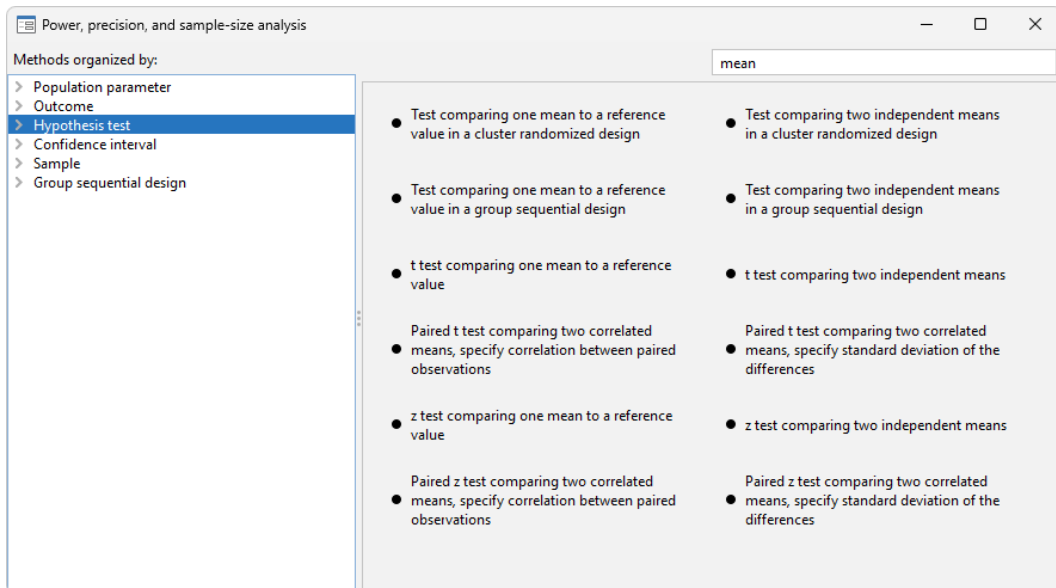 Power, precision, and sample-size analysis
Methods organized by:
mean
Population parameter
Outcome
Hypothesis test
Confidence interval
Sample
Group sequential design
Test comparing one mean to a reference
value in a cluster randomized design
Test comparing two independent means
in a cluster randomized design
Test comparing one mean to a reference
value in a group sequential design
Test comparing two independent means
in a group sequential design
t test comparing one mean to a reference
value
t test comparing two independent means
Paired t test comparing two correlated
means, specify correlation between paired
observations
Paired t test comparing two correlated
means, specify standard deviation of the
differences
z test comparing one mean to a reference
value
z test comparing two independent means
Paired z test comparing two correlated
means, specify correlation between paired
observations
Paired z test comparing two correlated
means, specify standard deviation of the
differences